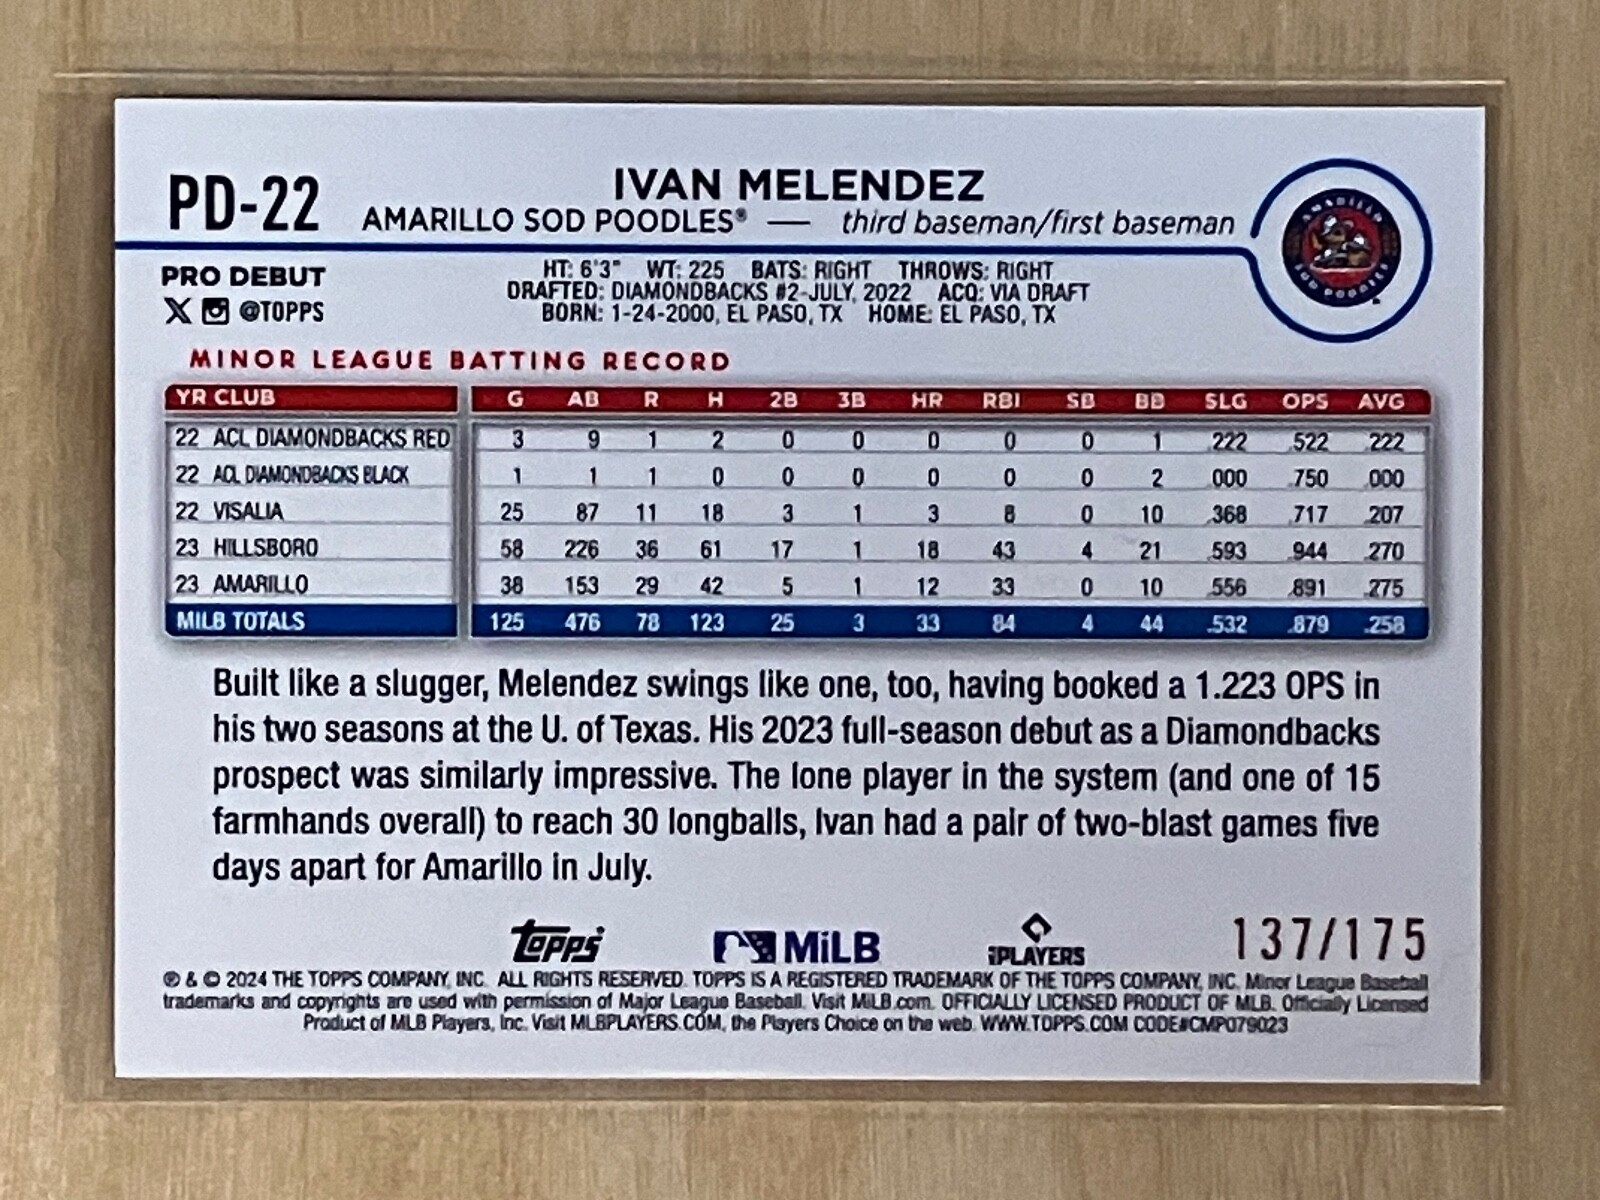 PD-22
IVAN MELENDEZ
AMARILLO SOD POODLES® — third baseman/first baseman
AMARILLO
SOD POODLES
PRO DEBUT
@TOPPS
HT: 6'3" WT: 225 BATS: RIGHT THROWS: RIGHT
DRAFTED: DIAMONDBACKS #2-JULY, 2022 ACQ: VIA DRAFT
BORN: 1-24-2000, EL PASO, TX HOME: EL PASO, TX
MINOR LEAGUE BATTING RECORD
YR CLUB G AB R H 2B 3B HR RBI SB BB SLG OPS AVG
22 ACL DIAMONDBACKS RED 3 9 1 2 0 0 0 0 0 1 .222 .522 .222
22 ACL DIAMONDBACKS BLACK 1 1 1 0 0 0 0 0 0 2 .000 .750 .000
22 VISALIA 25 87 11 18 3 1 3 8 0 10 .368 .717 .207
23 HILLSBORO 58 226 36 61 17 1 18 43 4 21 .593 .944 .270
23 AMARILLO 38 153 29 42 5 1 12 33 0 10 .556 .891 .275
MILB TOTALS 125 476 78 123 25 3 33 84 4 44 .532 .879 .258
Built like a slugger, Melendez swings like one, too, having booked a 1.223 OPS in
his two seasons at the U. of Texas. His 2023 full-season debut as a Diamondbacks
prospect was similarly impressive. The lone player in the system (and one of 15
farmhands overall) to reach 30 longballs, Ivan had a pair of two-blast games five
days apart for Amarillo in July.
topps MiLB PLAYERS 137/175
® & © 2024 THE TOPPS COMPANY, INC. ALL RIGHTS RESERVED. TOPPS IS A REGISTERED TRADEMARK OF THE TOPPS COMPANY, INC. Minor League Baseball
trademarks and copyrights are used with permission of Major League Baseball. Visit MiLB.com. OFFICIALLY LICENSED PRODUCT OF MLB. Officially Licensed
Product of MLB Players, Inc. Visit MLBPLAYERS.COM, the Players Choice on the web. WWW.TOPPS.COM CODE#CMP079023